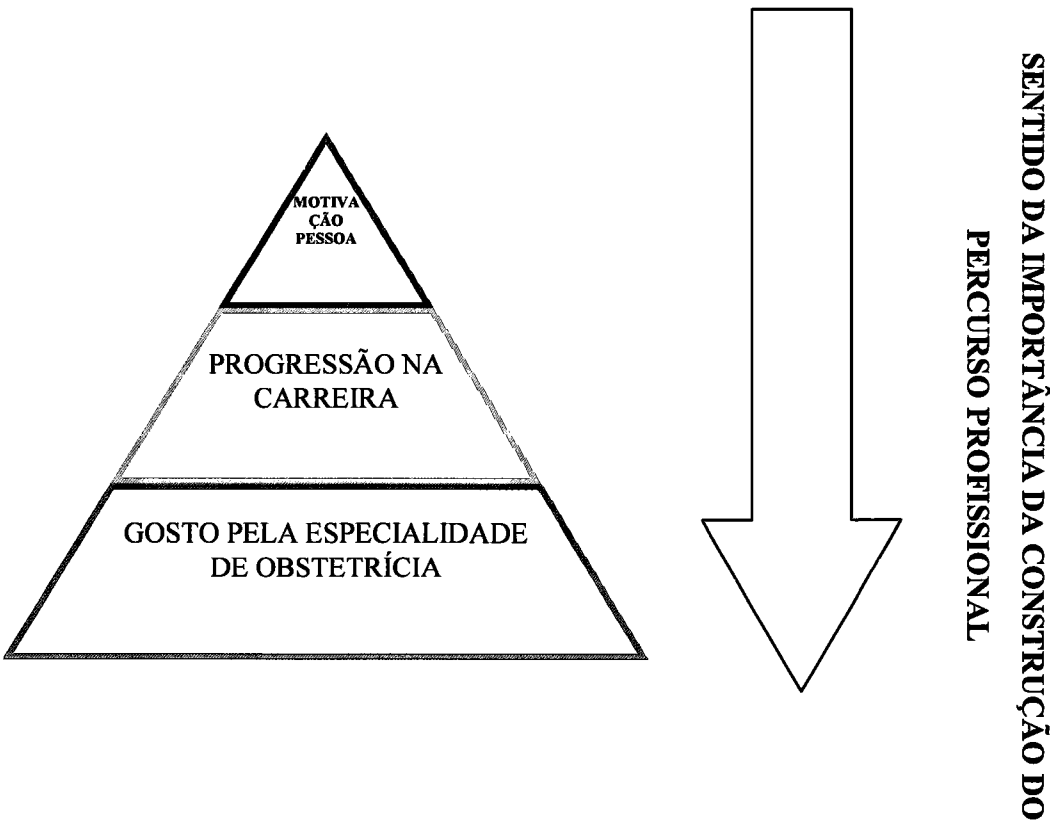 MOTIVA
ÇÃO
PESSOA
PROGRESSÃO NA
CARREIRA
GOSTO PELA ESPECIALIDADE
DE OBSTETRÍCIA
SENTIDO DA IMPORTÂNCIA DA CONSTRUÇÃO DO
PERCURSO PROFISSIONAL